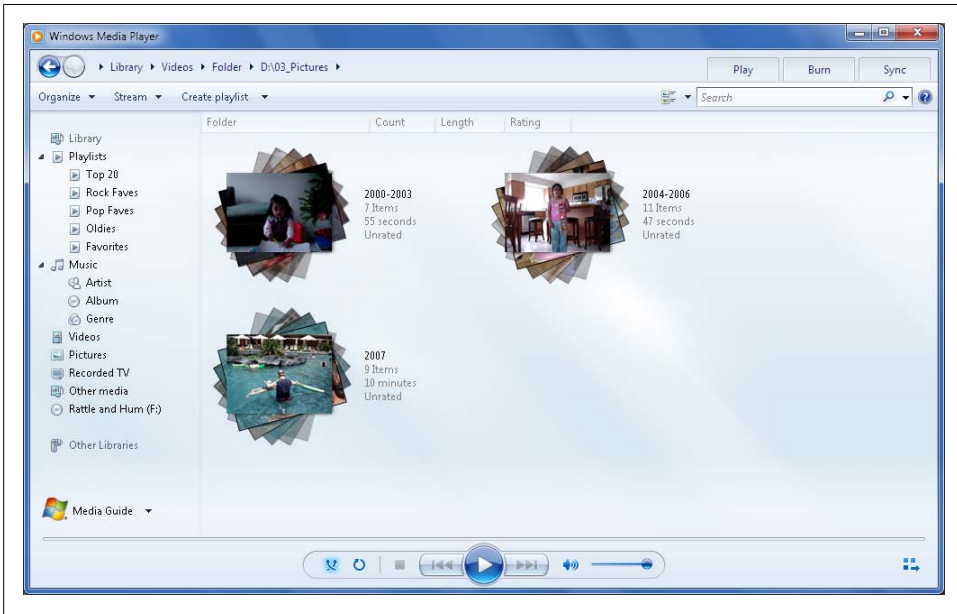 Windows Media Player
Library Videos Folder D:\03_Pictures
Play Burn Sync
Organize Stream Create playlist
Search
Folder Count Length Rating
Library
Playlists
Top 20
Rock Faves
Pop Faves
Oldies
Favorites
Music
Artist
Album
Genre
Videos
Pictures
Recorded TV
Other media
Rattle and Hum (F:)
Other Libraries
Media Guide
2000-2003
7 Items
55 seconds
Unrated
2004-2006
11 Items
47 seconds
Unrated
2007
9 Items
10 minutes
Unrated